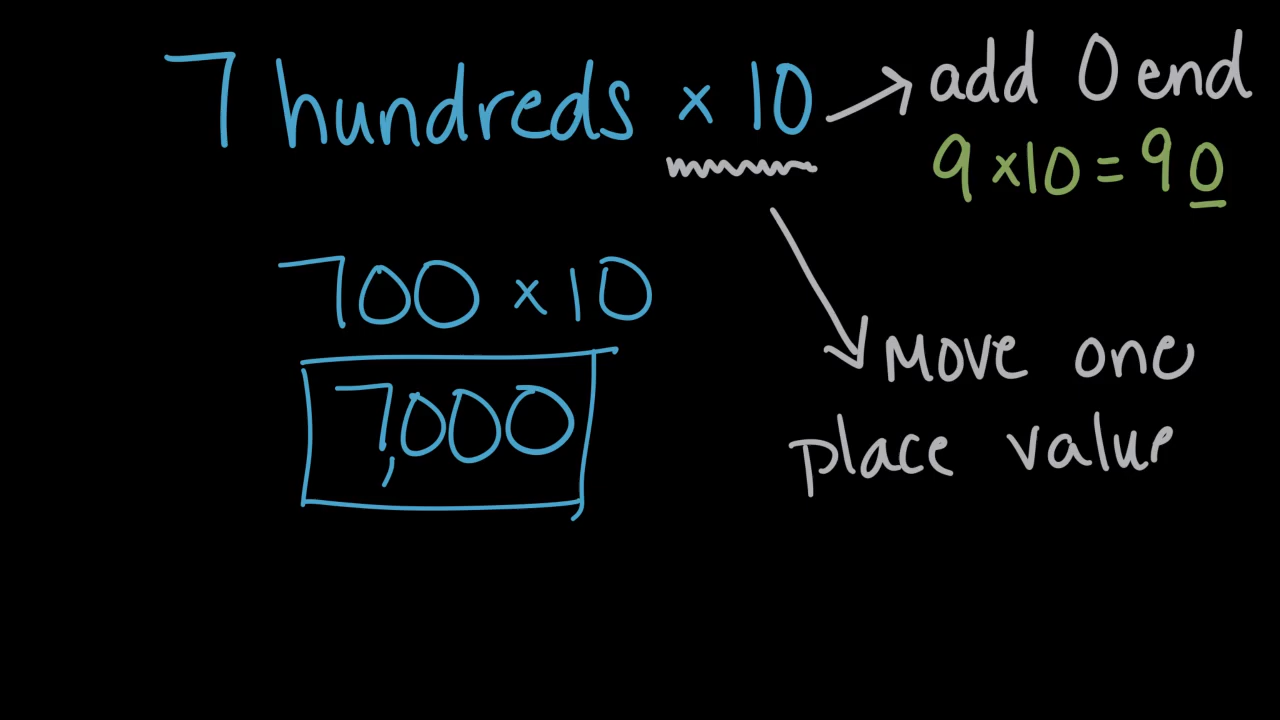 7 hundreds × 10
add 0 end
9 × 10 = 90
700 × 10
7,000
Move one
place value